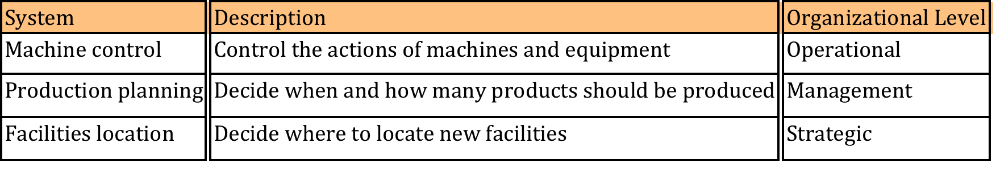 System Description Organizational Level
Machine control Control the actions of machines and equipment Operational
Production planning Decide when and how many products should be produced Management
Facilities location Decide where to locate new facilities Strategic